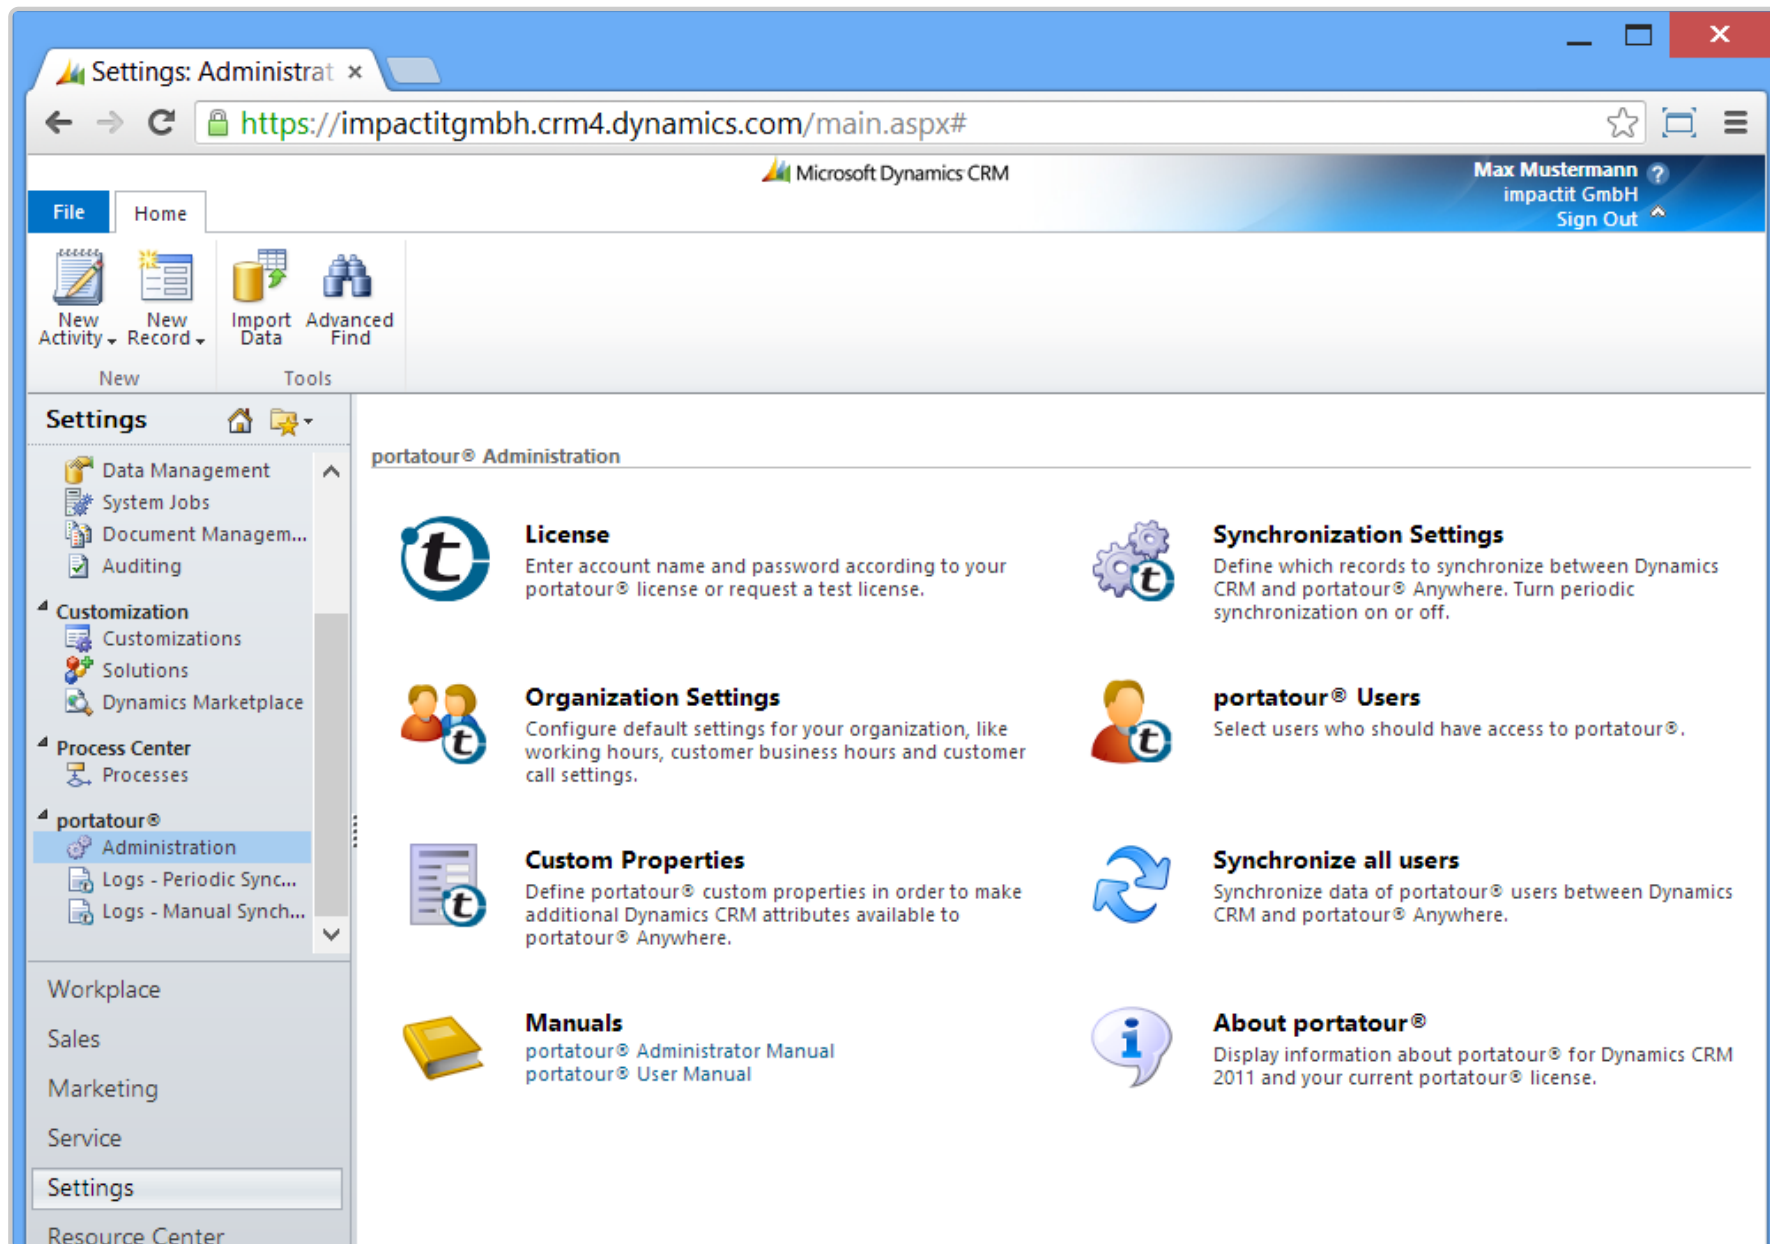 Settings: Administrat ×
https://impactitgmbh.crm4.dynamics.com/main.aspx#
Microsoft Dynamics CRM
Max Mustermann
impactit GmbH
Sign Out
File
Home
New Activity
New Record
Import Data
Advanced Find
New
Tools
Settings
Data Management
System Jobs
Document Managem...
Auditing
Customization
Customizations
Solutions
Dynamics Marketplace
Process Center
Processes
portatour®
Administration
Logs - Periodic Sync...
Logs - Manual Synch...
Workplace
Sales
Marketing
Service
Settings
Resource Center
portatour® Administration
License
Enter account name and password according to your
portatour® license or request a test license.
Synchronization Settings
Define which records to synchronize between Dynamics
CRM and portatour® Anywhere. Turn periodic
synchronization on or off.
Organization Settings
Configure default settings for your organization, like
working hours, customer business hours and customer
call settings.
portatour® Users
Select users who should have access to portatour®.
Custom Properties
Define portatour® custom properties in order to make
additional Dynamics CRM attributes available to
portatour® Anywhere.
Synchronize all users
Synchronize data of portatour® users between Dynamics
CRM and portatour® Anywhere.
Manuals
portatour® Administrator Manual
portatour® User Manual
About portatour®
Display information about portatour® for Dynamics CRM
2011 and your current portatour® license.